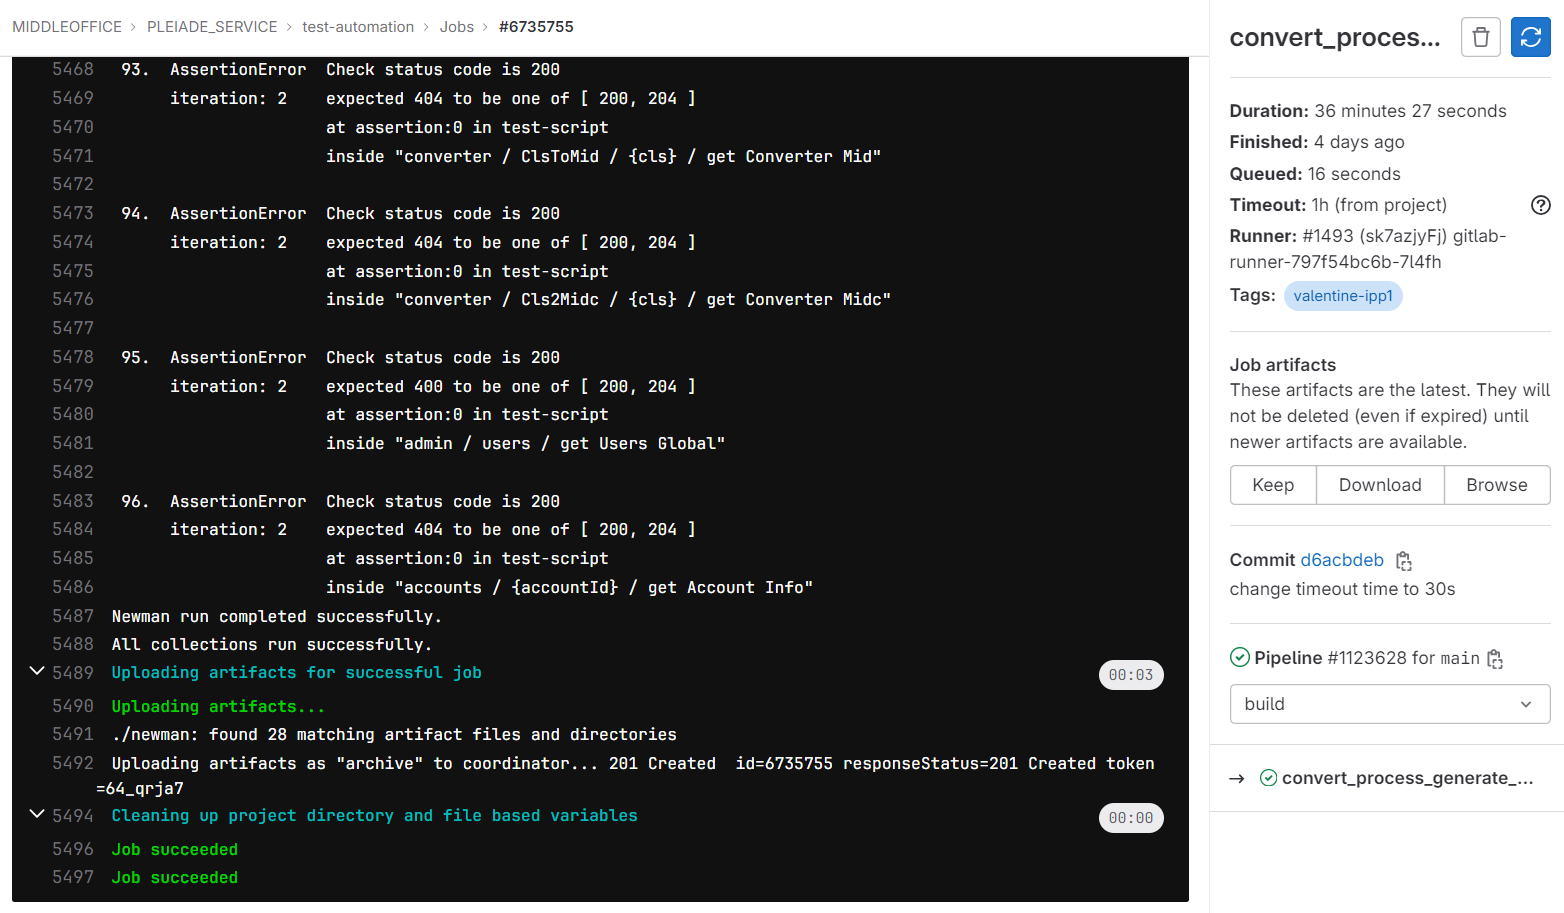 MIDDLEOFFICE > PLEIADE_SERVICE > test-automation > Jobs > #6735755
5468 93. AssertionError Check status code is 200
5469 iteration: 2 expected 404 to be one of [ 200, 204 ]
5470 at assertion:0 in test-script
5471 inside "converter / ClsToMid / {cls} / get Converter Mid"
5472
5473 94. AssertionError Check status code is 200
5474 iteration: 2 expected 404 to be one of [ 200, 204 ]
5475 at assertion:0 in test-script
5476 inside "converter / Cls2Midc / {cls} / get Converter Midc"
5477
5478 95. AssertionError Check status code is 200
5479 iteration: 2 expected 400 to be one of [ 200, 204 ]
5480 at assertion:0 in test-script
5481 inside "admin / users / get Users Global"
5482
5483 96. AssertionError Check status code is 200
5484 iteration: 2 expected 404 to be one of [ 200, 204 ]
5485 at assertion:0 in test-script
5486 inside "accounts / {accountId} / get Account Info"
5487 Newman run completed successfully.
5488 All collections run successfully.
5489 Uploading artifacts for successful job 00:03
5490 Uploading artifacts...
5491 ./newman: found 28 matching artifact files and directories
5492 Uploading artifacts as "archive" to coordinator... 201 Created id=6735755 responseStatus=201 Created token
=64_qrja7
5494 Cleaning up project directory and file based variables 00:00
5496 Job succeeded
5497 Job succeeded
convert_proces...
Duration: 36 minutes 27 seconds
Finished: 4 days ago
Queued: 16 seconds
Timeout: 1h (from project)
Runner: #1493 (sk7azjyFj) gitlab-
runner-797f54bc6b-7l4fh
Tags: valentine-ipp1
Job artifacts
These artifacts are the latest. They will
not be deleted (even if expired) until
newer artifacts are available.
Keep Download Browse
Commit d6acbdeb
change timeout time to 30s
Pipeline #1123628 for main
build
→ convert_process_generate_...